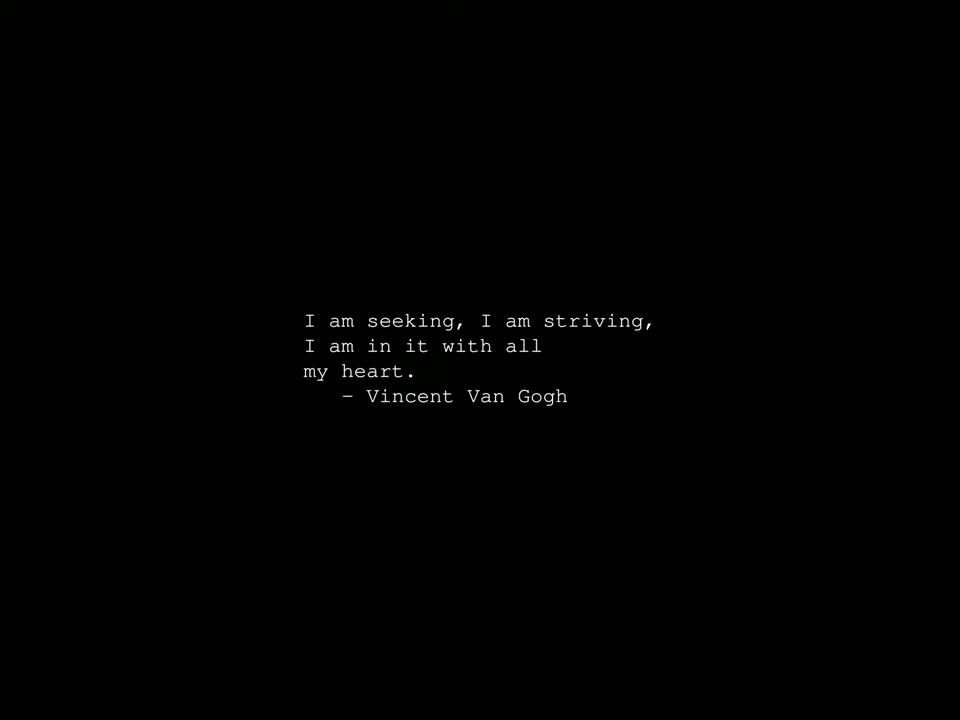 I am seeking, I am striving,
I am in it with all
my heart.
- Vincent Van Gogh